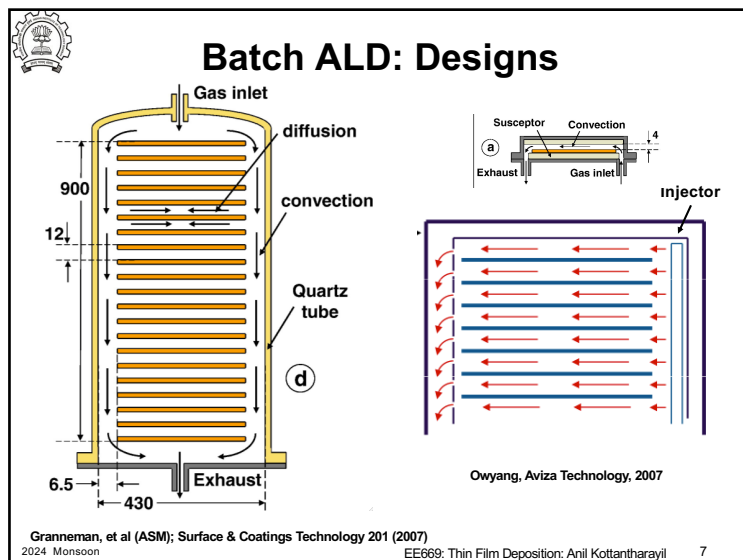 Batch ALD: Designs
Gas inlet
diffusion
900
convection
12
Quartz
tube
d
6.5
430
Exhaust
Susceptor
Convection
4
a
Exhaust
Gas inlet
Injector
Owyang, Aviza Technology, 2007
Granneman, et al (ASM); Surface & Coatings Technology 201 (2007)
2024 Monsoon
EE669: Thin Film Deposition: Anil Kottantharayil
7